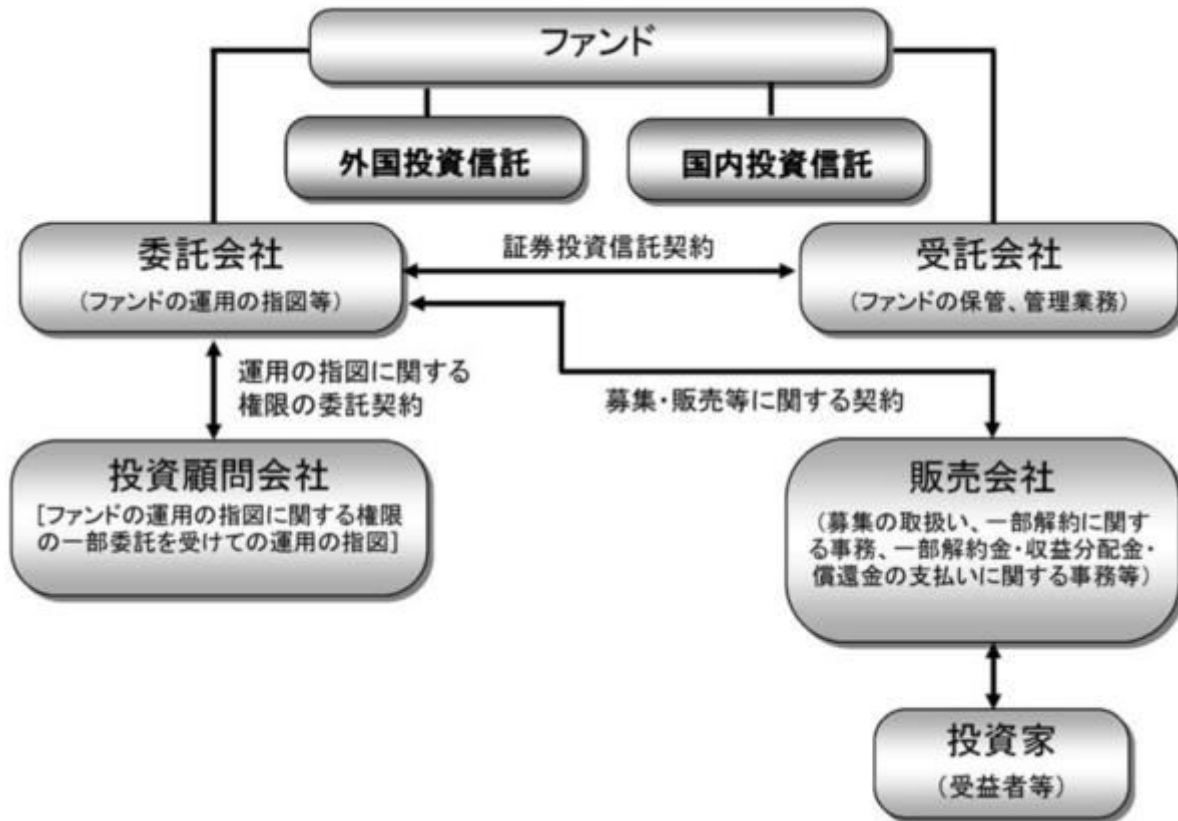 ファンド
外国投資信託
国内投資信託
委託会社
(ファンドの運用の指図等)
証券投資信託契約
受託会社
(ファンドの保管、管理業務)
運用の指図に関する
権限の委託契約
募集・販売等に関する契約
投資顧問会社
[ファンドの運用の指図に関する権限
の一部委託を受けての運用の指図]
販売会社
(募集の取扱い、一部解約に関す
る事務、一部解約金・収益分配金・
償還金の支払いに関する事務等)
投資家
(受益者等)